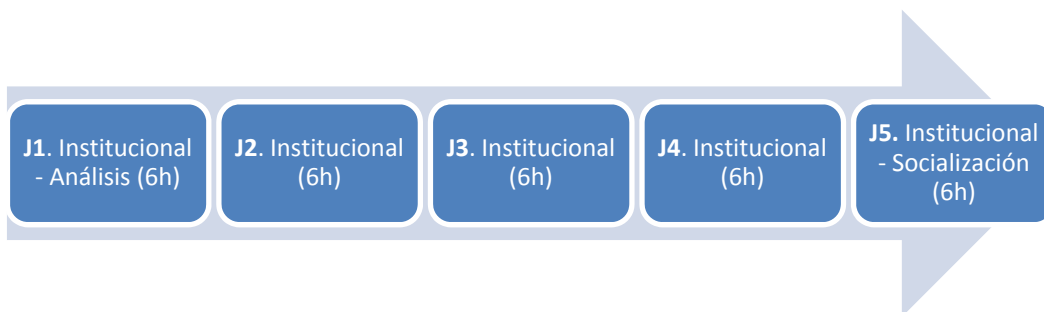 J1. Institucional
- Análisis (6h)
J2. Institucional
(6h)
J3. Institucional
(6h)
J4. Institucional
(6h)
J5. Institucional
- Socialización
(6h)